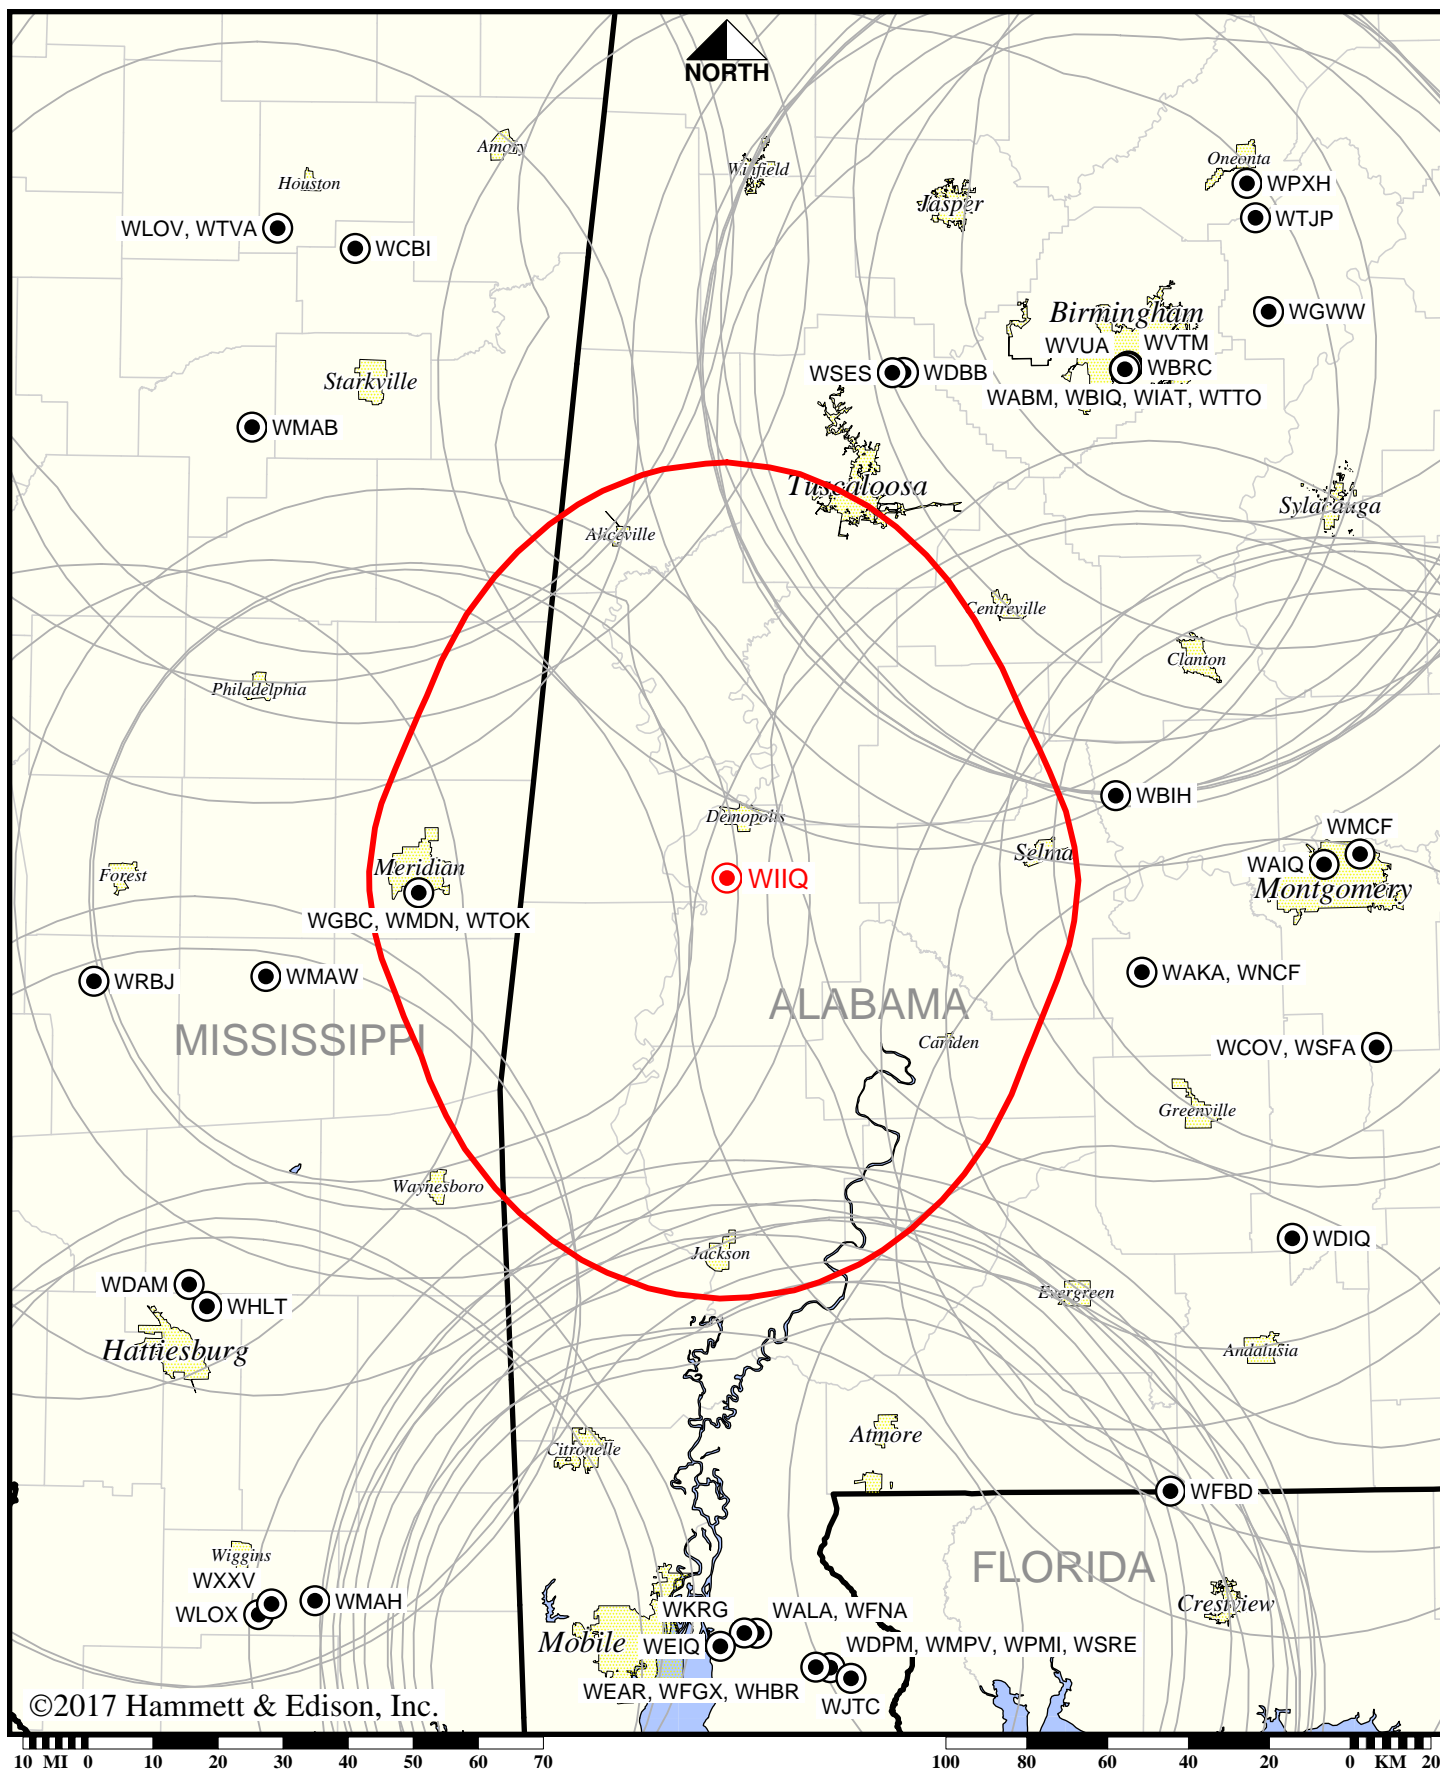 NORTH
Amory
Houston
Winfield
Oneonta
WPXH
Jasper
WTJP
WLOV, WTVA
WCBI
Birmingham
WGWW
WVUA
WVTM
WBRC
WSES
WDBB
Starkville
WABM, WBIQ, WIAT, WTTO
WMAB
Tuscaloosa
Sylacauga
Aliceville
Centreville
Clanton
Philadelphia
WBIH
Demopolis
WMCF
Selma
WAIQ
Meridian
Forest
WIIQ
Montgomery
WGBC, WMDN, WTOK
WRBJ
WMAW
WAKA, WNCF
ALABAMA
MISSISSIPPI
Camden
WCOV, WSFA
Greenville
Waynesboro
WDIQ
Jackson
WDAM
Evergreen
WHLT
Hattiesburg
Andalusia
Atmore
Citronelle
WFBD
Wiggins
FLORIDA
WXXV
WMAH
Crestview
WLOX
WKRG
WALA, WFNA
Mobile
WEIQ
WDPM, WMPV, WPMI, WSRE
WEAR, WFGX, WHBR
WJTC
©2017 Hammett & Edison, Inc.
10 MI 0 10 20 30 40 50 60 70
100 80 60 40 20 0 KM 20